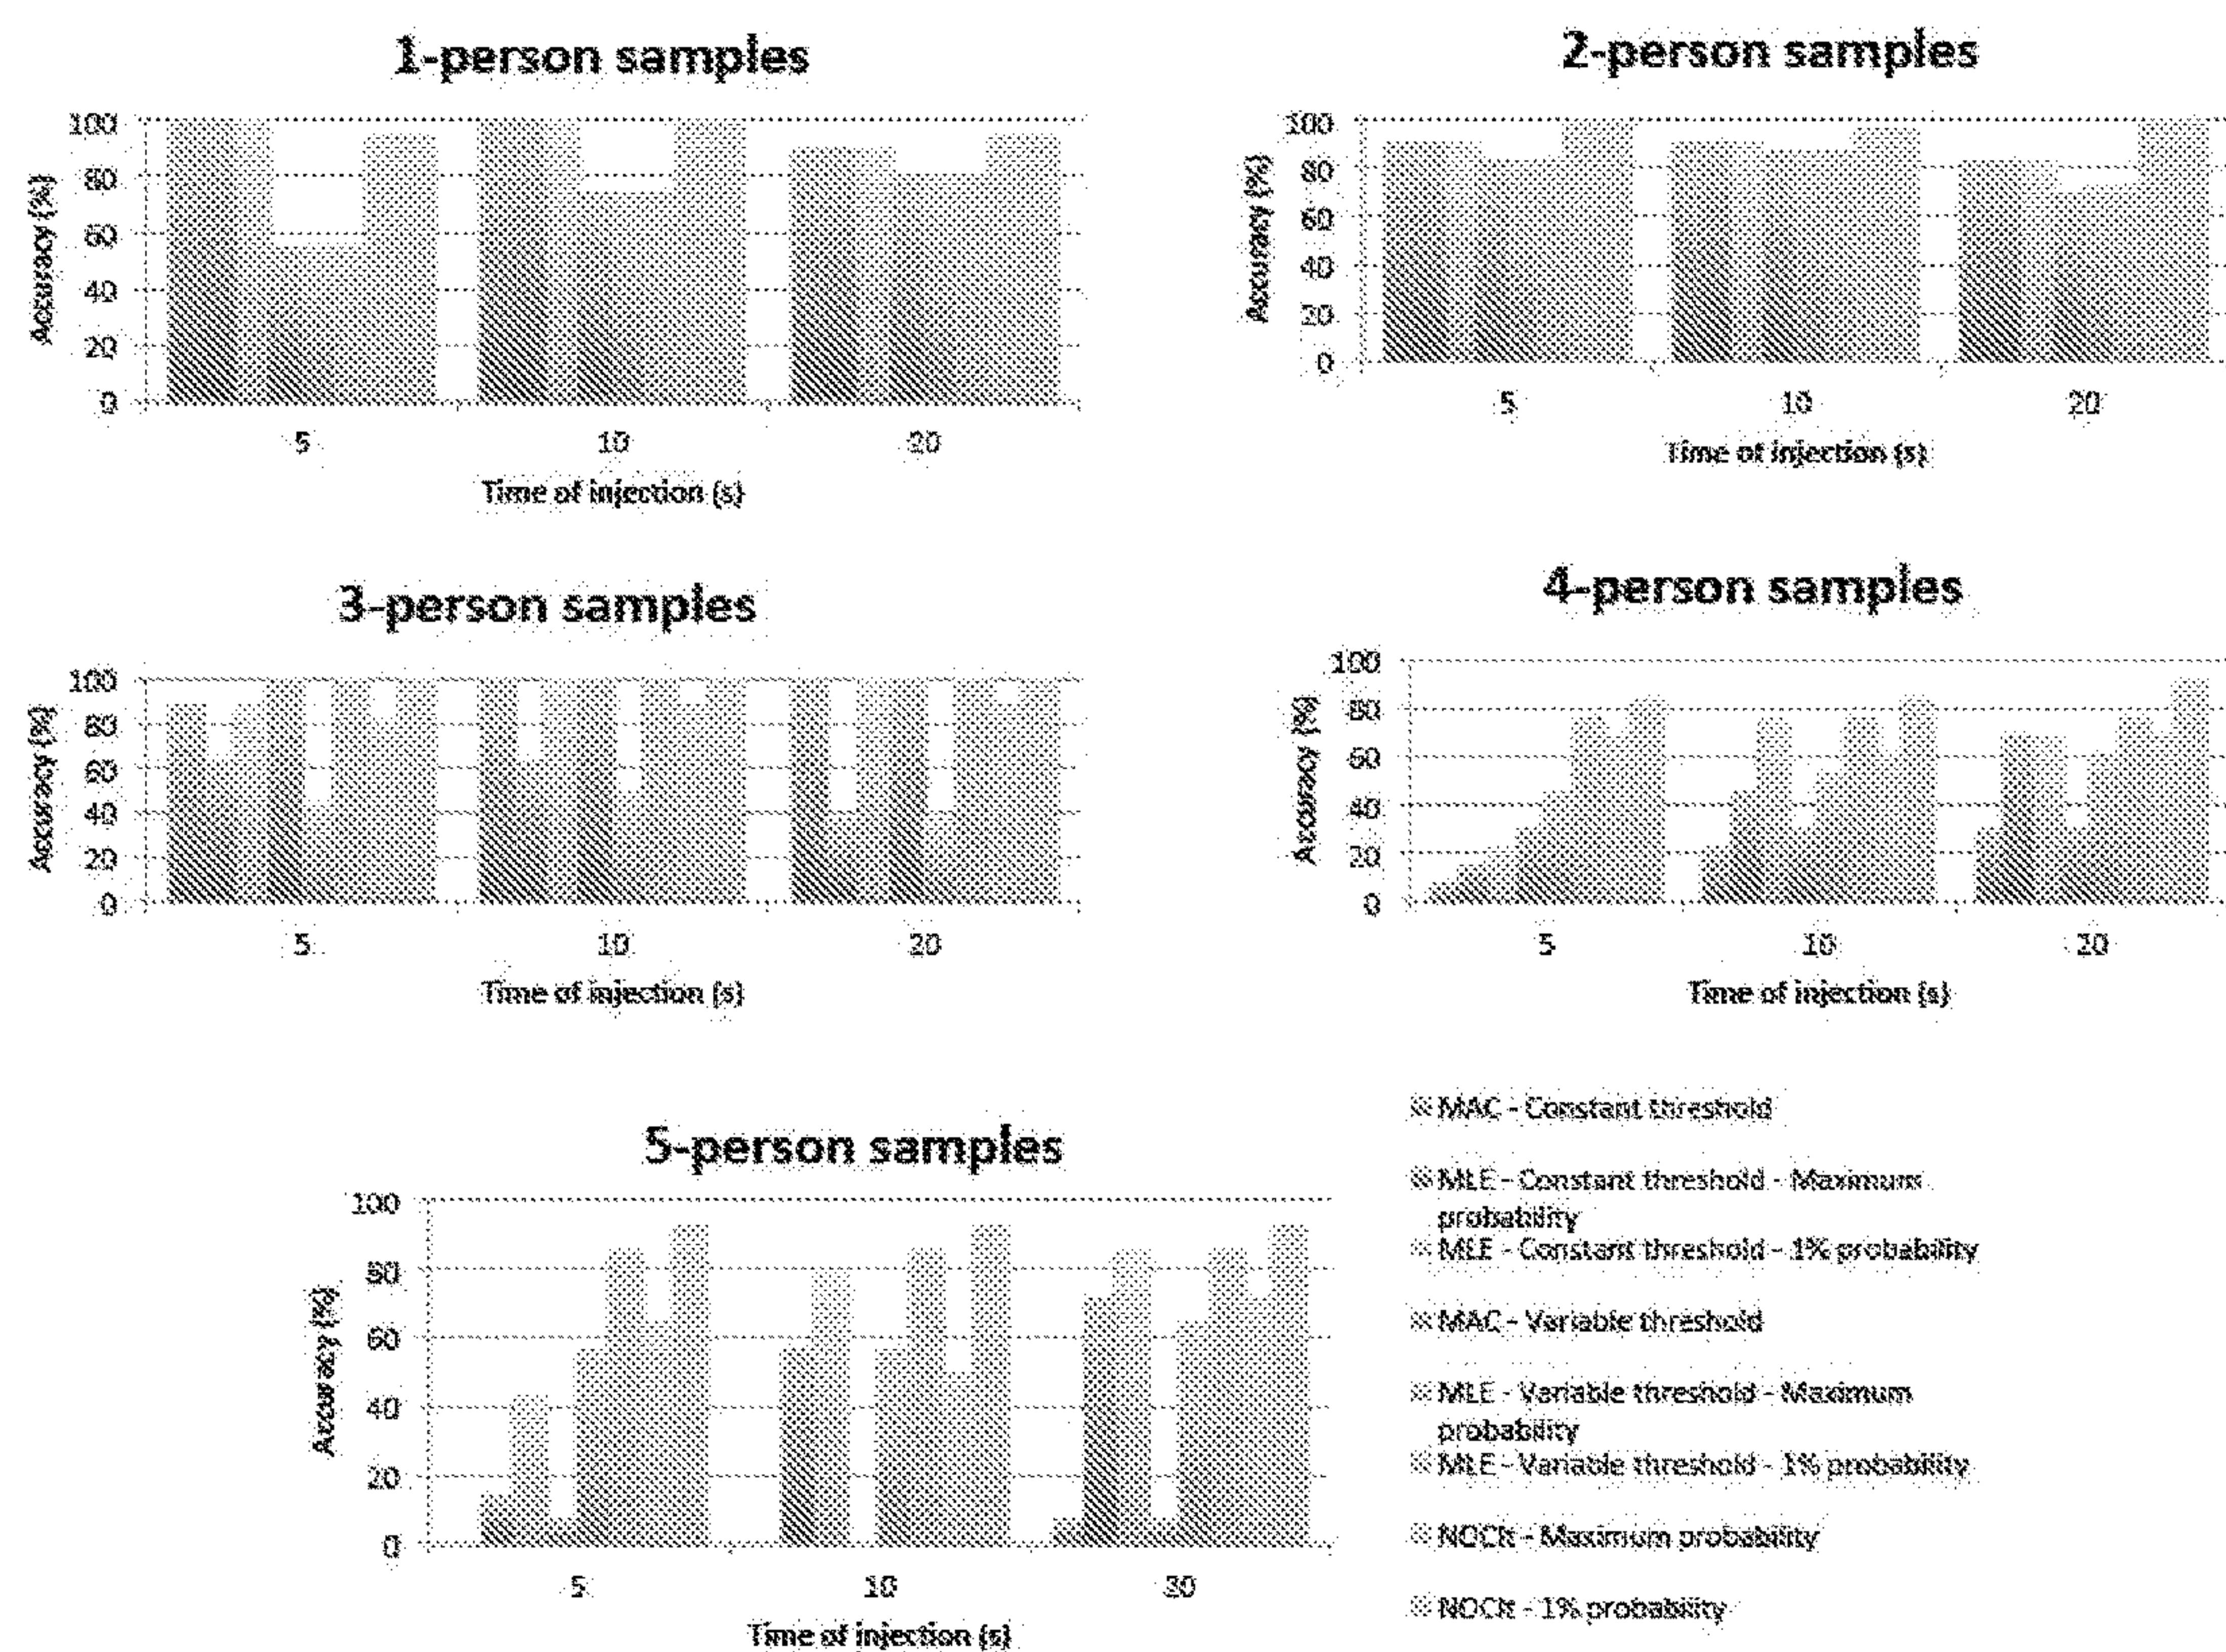 1-person samples
100
80
60
40
20
0
Accuracy (%)
5
10
20
Time of injection (s)
2-person samples
100
80
60
40
20
0
Accuracy (%)
5
10
20
Time of injection (s)
3-person samples
100
80
60
40
20
0
Accuracy (%)
5
10
20
Time of injection (s)
4-person samples
100
80
60
40
20
0
Accuracy (%)
5
10
20
Time of injection (s)
5-person samples
100
80
60
40
20
0
Accuracy (%)
5
10
20
Time of injection (s)
MAC - Constant threshold
MLE - Constant threshold - Maximum
probability
MLE - Constant threshold - 1% probability
MAC - Variable threshold
MLE - Variable threshold - Maximum
probability
MLE - Variable threshold - 1% probability
NOCIt - Maximum probability
NOCIt - 1% probability